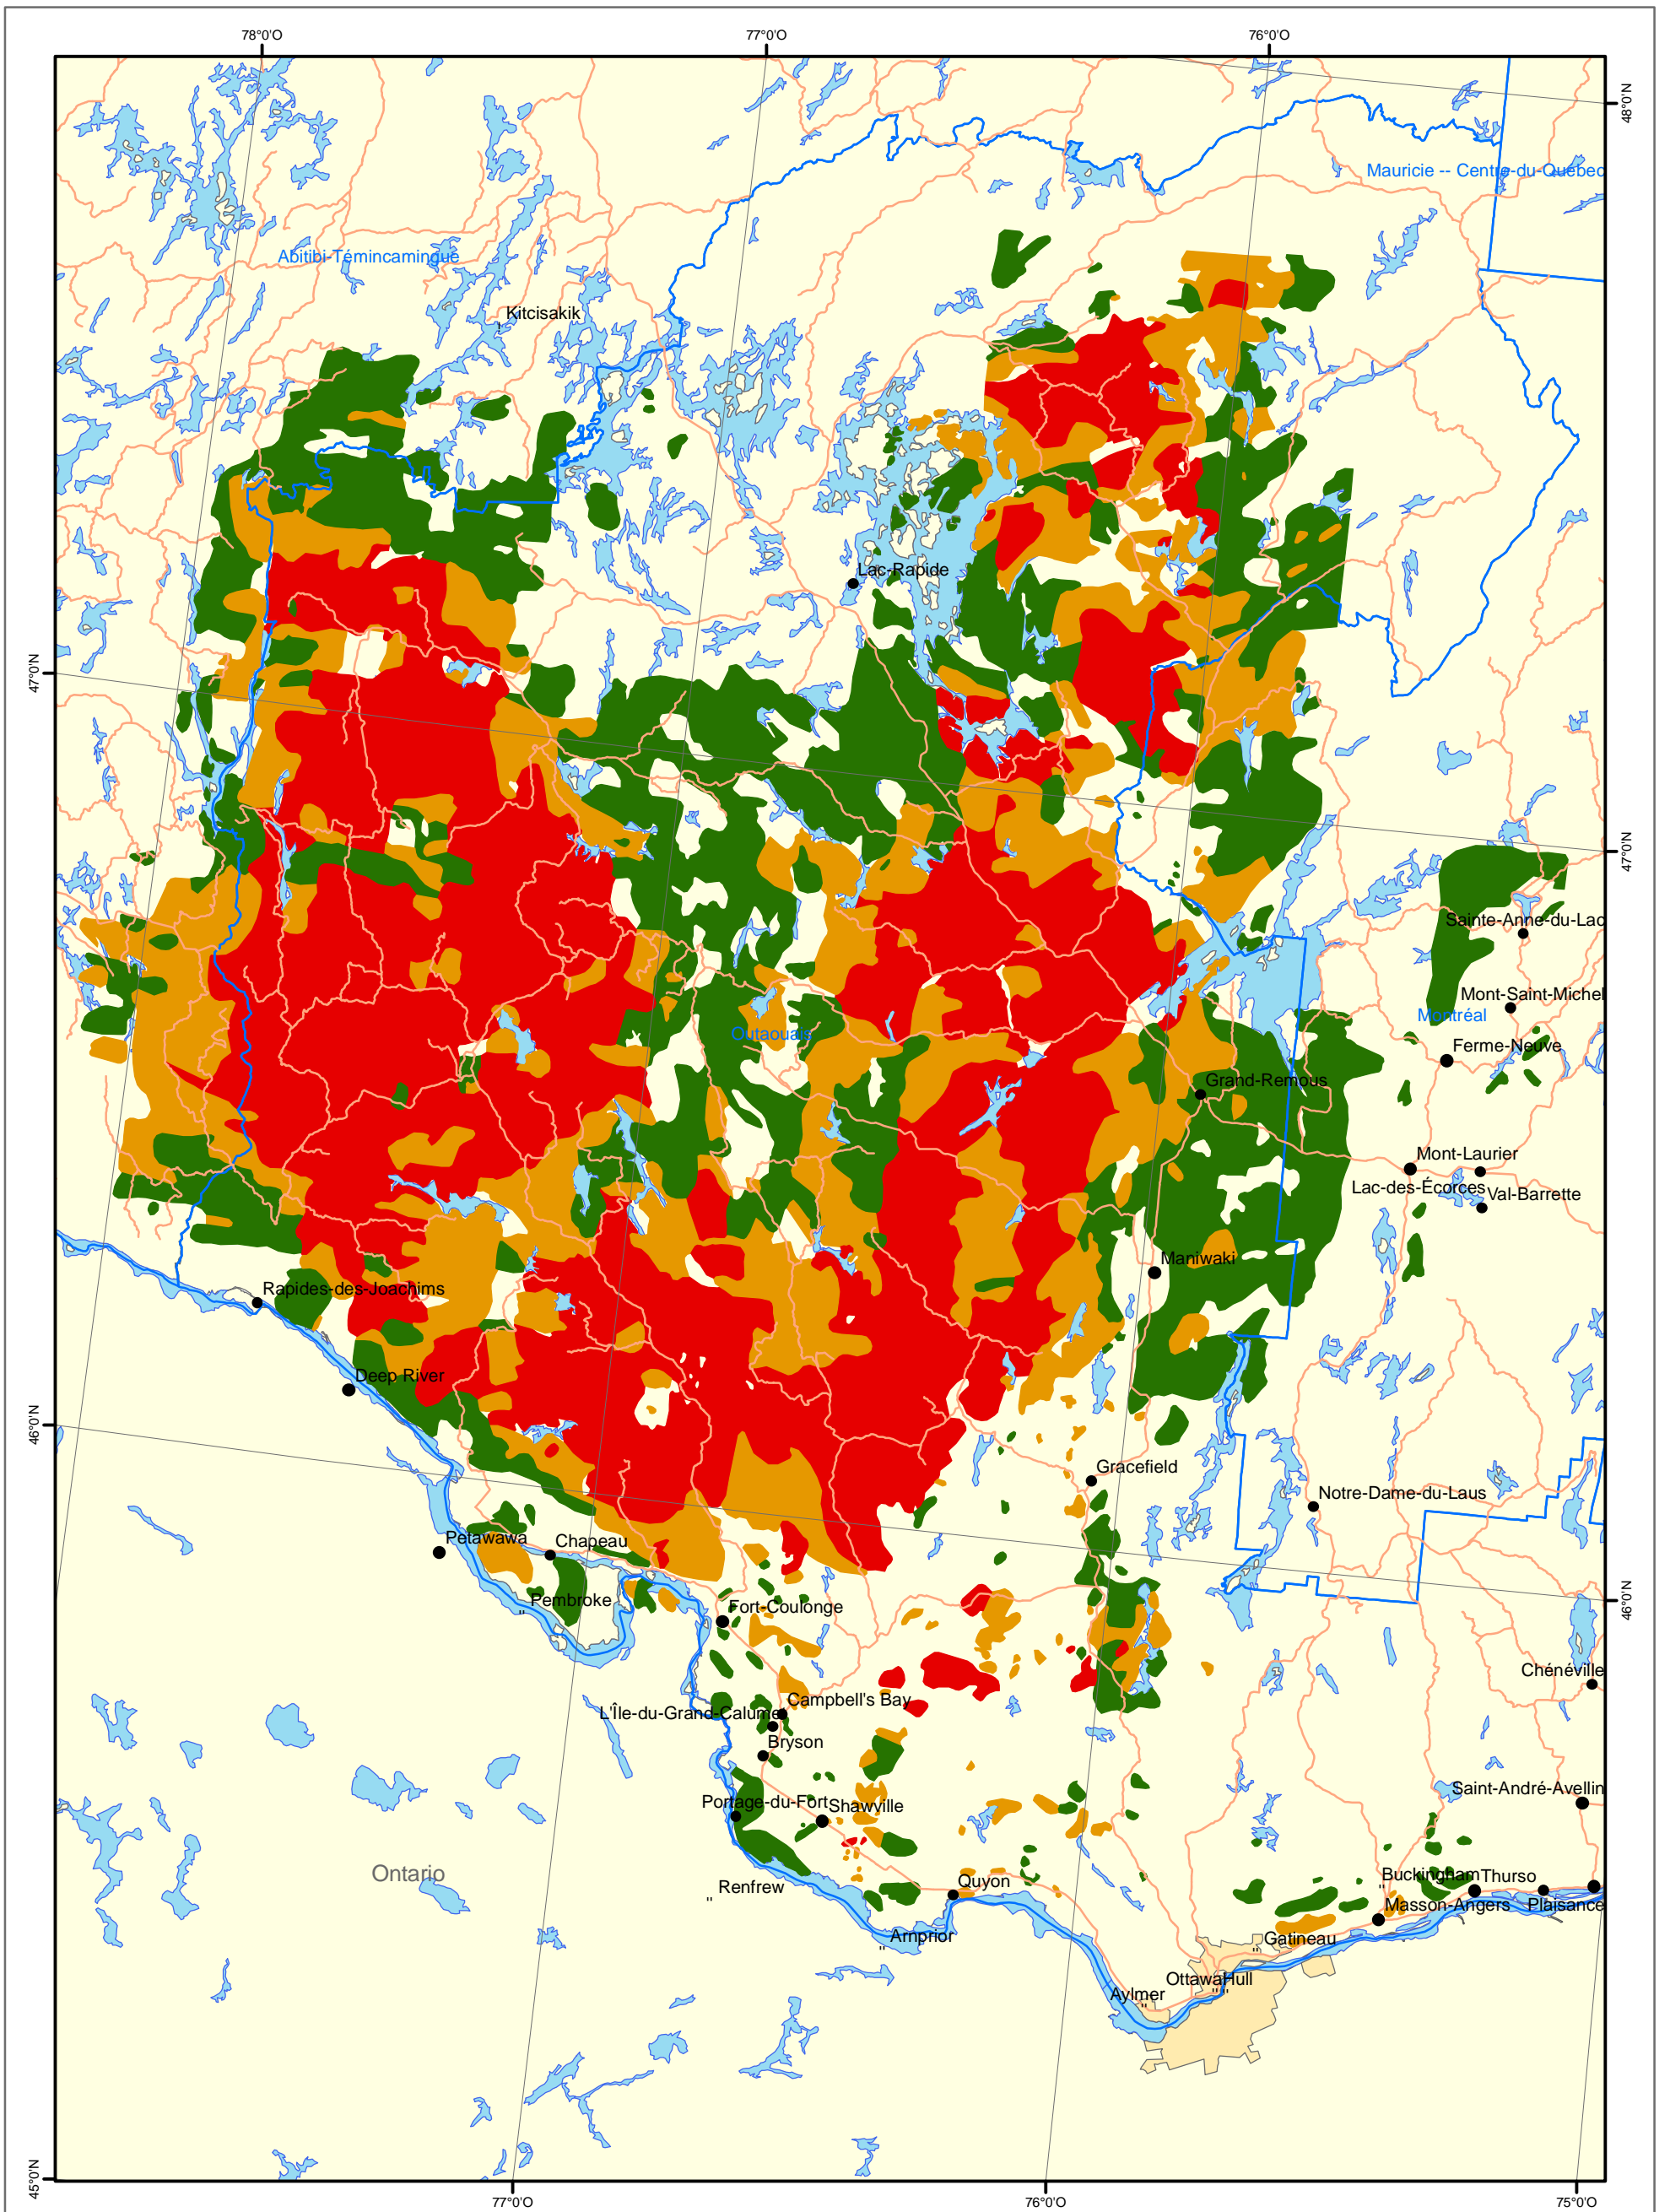 78°0'O
77°0'O
76°0'O
48°0'N
Mauricie -- Centre-du-Québec
Abitibi-Témincamingue
Kitcisakik
Lac-Rapide
47°0'N
47°0'N
Sainte-Anne-du-Lac
Mont-Saint-Michel
Montréal
Outaouais
Ferme-Neuve
Grand-Remous
Mont-Laurier
Lac-des-Écorces
Val-Barrette
Maniwaki
Rapides-des-Joachims
Deep River
46°0'N
Gracefield
Notre-Dame-du-Laus
Petawawa
Chapeau
Pembroke
Fort-Coulonge
46°0'N
Chénéville
Campbell's Bay
L'Île-du-Grand-Calume
Bryson
Saint-André-Avellin
Portage-du-Fort
Shawville
Ontario
Renfrew
Quyon
Buckingham
Thurso
Masson-Angers
Plaisance
Arnprior
Gatineau
Ottawa
Hull
Aylmer
45°0'N
77°0'O
76°0'O
75°0'O